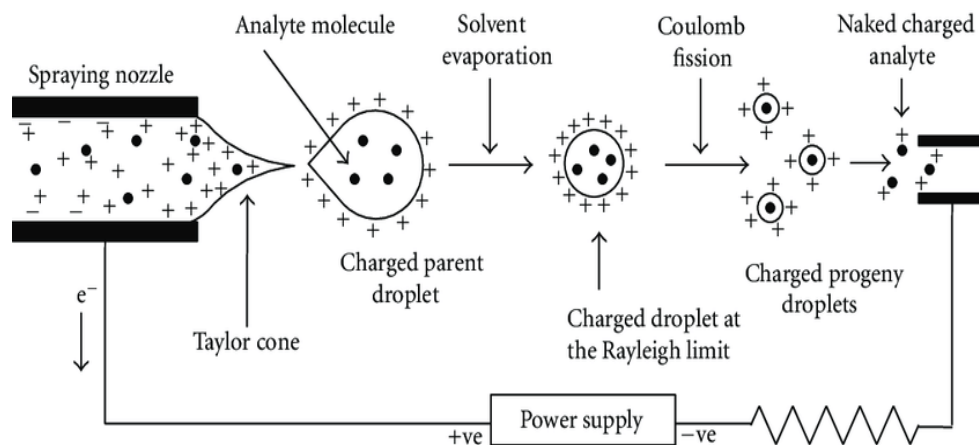 Analyte molecule
Solvent
evaporation
Coulomb
fission
Naked charged
analyte
Spraying nozzle
Charged parent
droplet
Charged progeny
droplets
e⁻
Taylor cone
Charged droplet at
the Rayleigh limit
+ve
Power supply
−ve